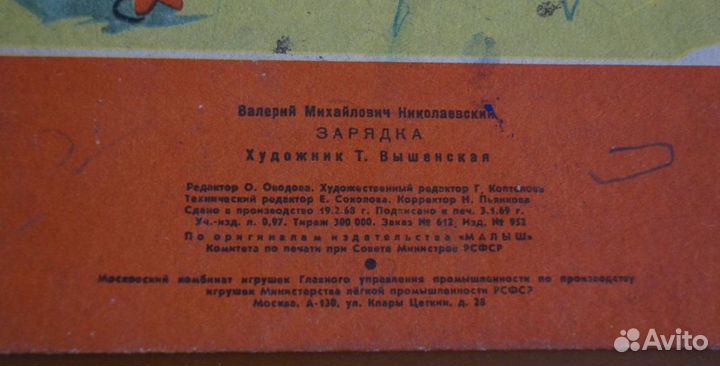 Валерий Михайлович Николаевский
ЗАРЯДКА
Художник Т. Вышенская
Редактор О. Оводова. Художественный редактор Г. Коптелова
Технический редактор Е. Соколова. Корректор Н. Пьянкова
Сдано в производство 19.2.68 г. Подписано в печ. 3.1.69 г.
Уч.-изд. л. 0,97. Тираж 300 000. Заказ № 612. Изд. № 953
По оригиналам издательства «МАЛЫШ»
Комитета по печати при Совете Министров РСФСР
Московский комбинат игрушек Главного управления промышленности по производству
игрушек Министерства лёгкой промышленности РСФСР
Москва, А-130, ул. Клары Цеткин, д. 28
Avito